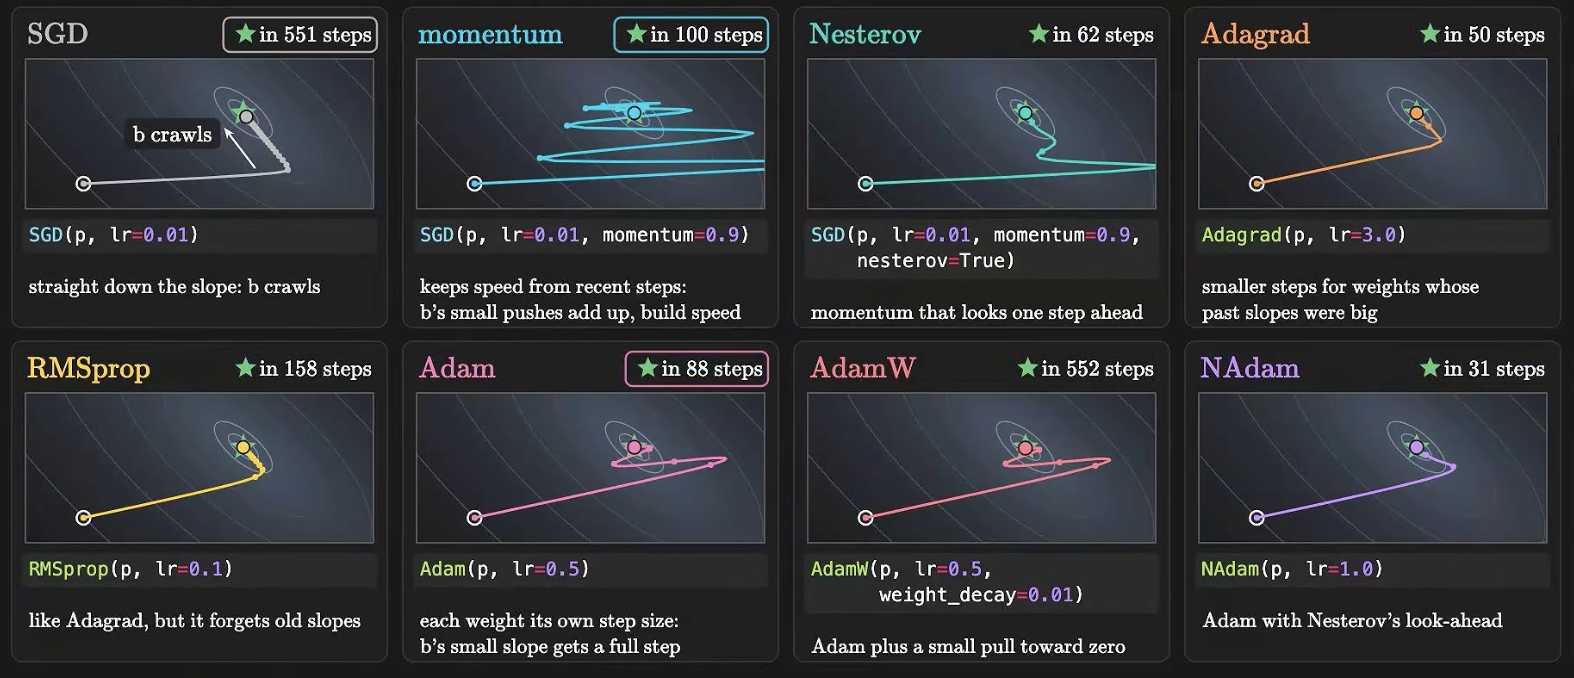 SGD
★ in 551 steps
b crawls
SGD(p, lr=0.01)
straight down the slope: b crawls
momentum
★ in 100 steps
SGD(p, lr=0.01, momentum=0.9)
keeps speed from recent steps:
b's small pushes add up, build speed
Nesterov
★ in 62 steps
SGD(p, lr=0.01, momentum=0.9,
nesterov=True)
momentum that looks one step ahead
Adagrad
★ in 50 steps
Adagrad(p, lr=3.0)
smaller steps for weights whose
past slopes were big
RMSprop
★ in 158 steps
RMSprop(p, lr=0.1)
like Adagrad, but it forgets old slopes
Adam
★ in 88 steps
Adam(p, lr=0.5)
each weight its own step size:
b's small slope gets a full step
AdamW
★ in 552 steps
AdamW(p, lr=0.5,
weight_decay=0.01)
Adam plus a small pull toward zero
NAdam
★ in 31 steps
NAdam(p, lr=1.0)
Adam with Nesterov's look-ahead